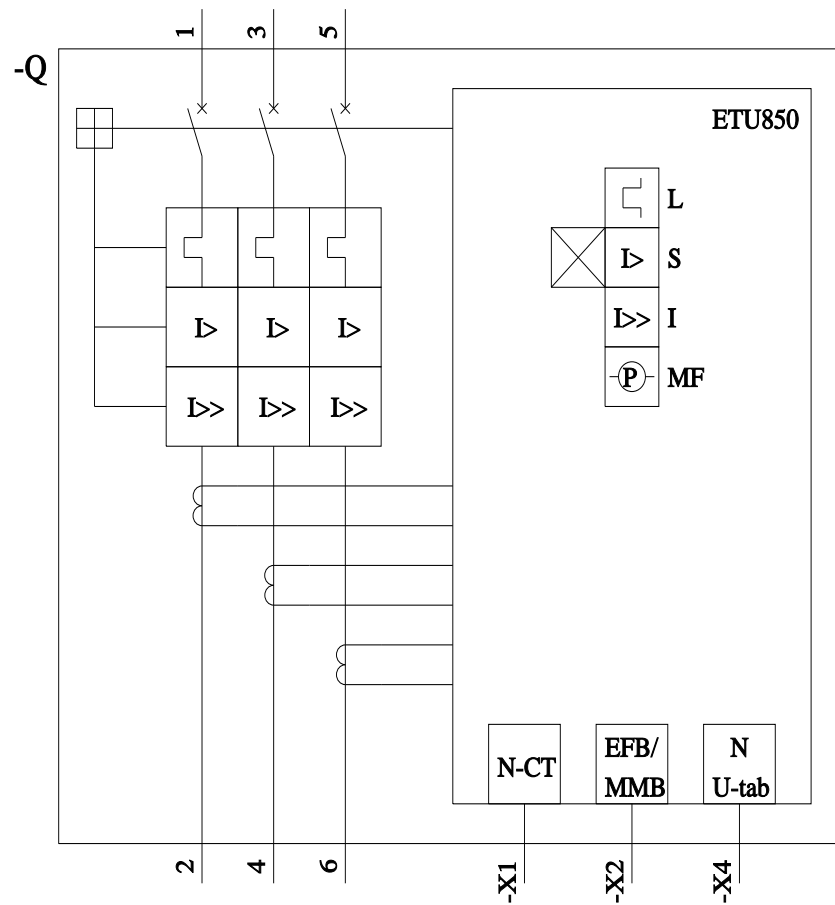 1
3
5
-Q
ETU850
L
I>
S
I>>
I
P
MF
I>
I>
I>
I>>
I>>
I>>
N-CT
EFB/
MMB
N
U-tab
2
4
6
-X1
-X2
-X4